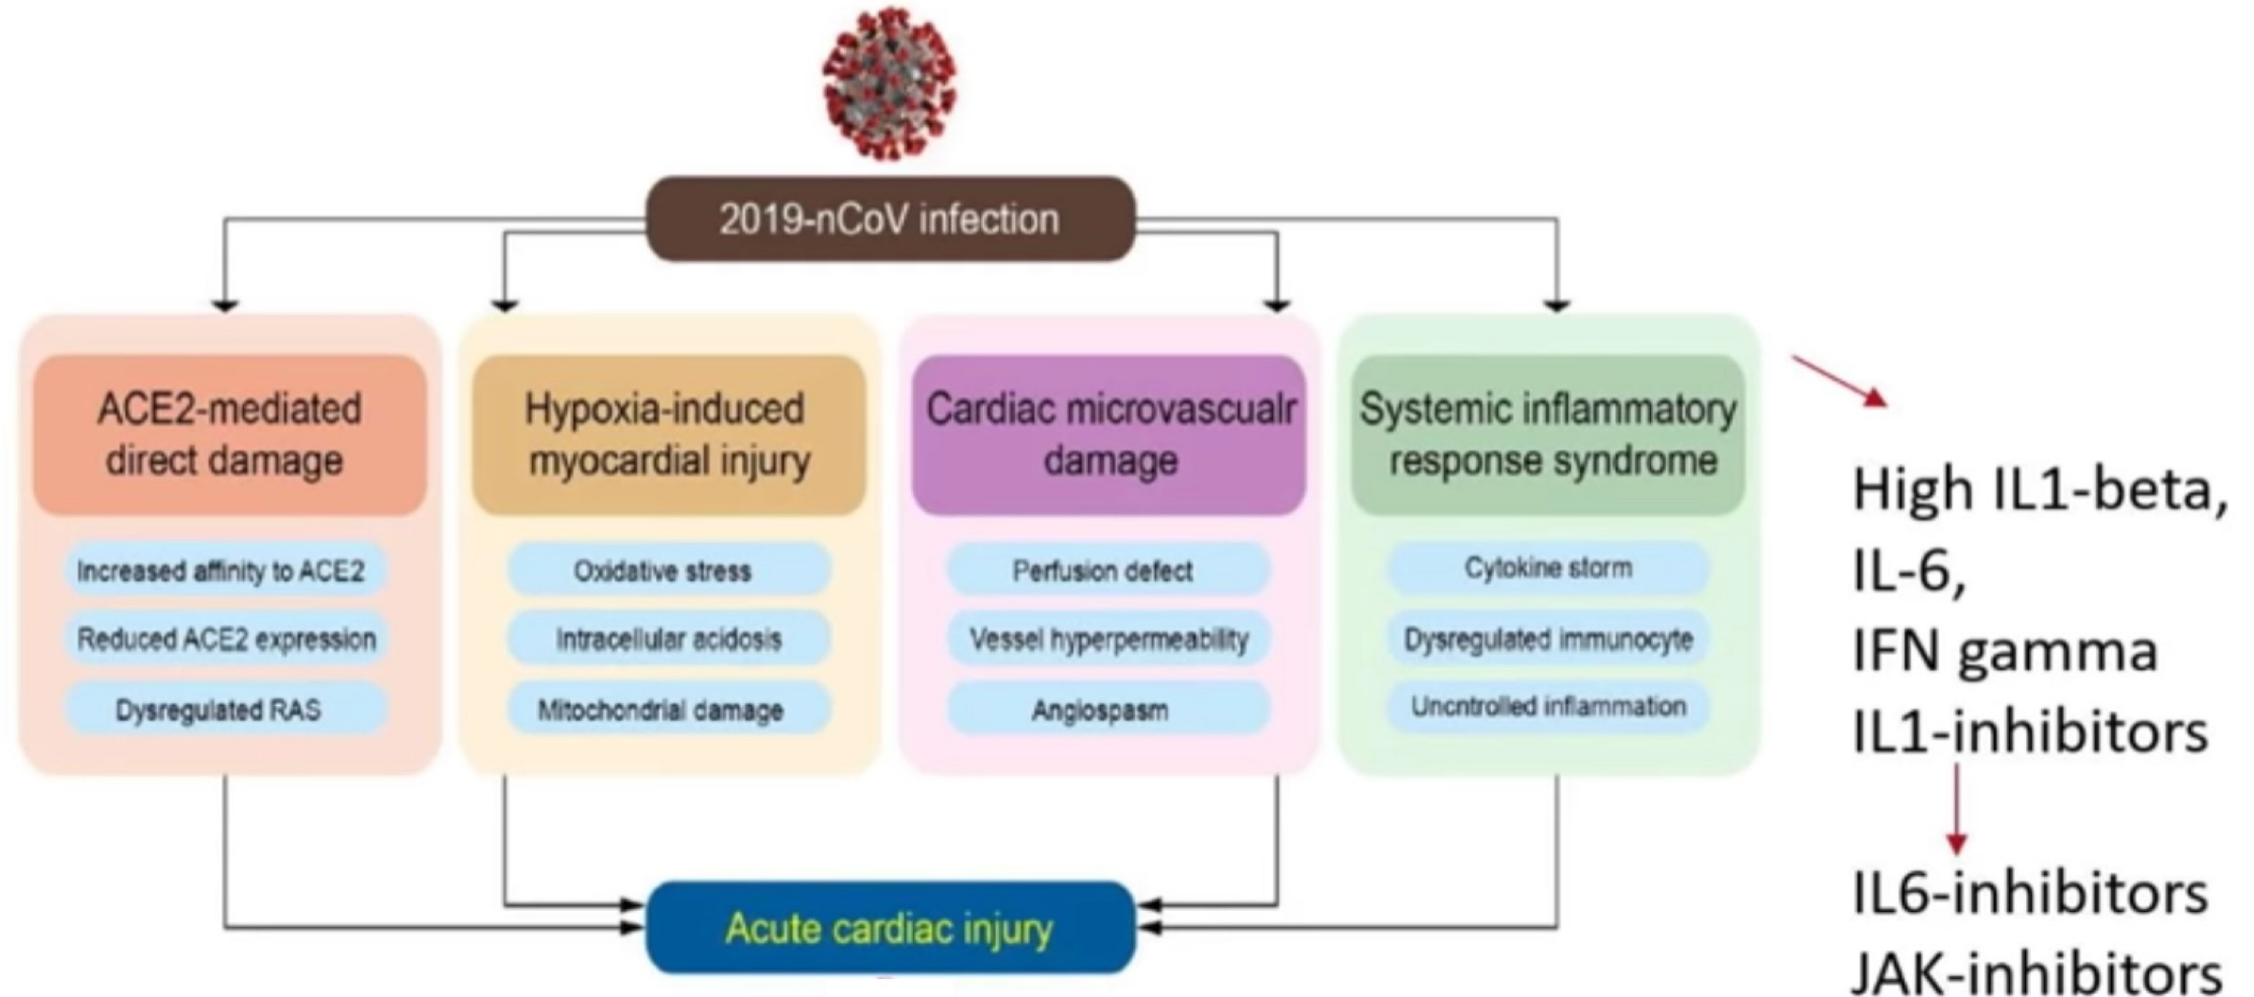 2019-nCoV infection
ACE2-mediated
direct damage
Increased affinity to ACE2
Reduced ACE2 expression
Dysregulated RAS
Hypoxia-induced
myocardial injury
Oxidative stress
Intracellular acidosis
Mitochondrial damage
Cardiac microvascualr
damage
Perfusion defect
Vessel hyperpermeability
Angiospasm
Systemic inflammatory
response syndrome
Cytokine storm
Dysregulated immunocyte
Uncntrolled inflammation
High IL1-beta,
IL-6,
IFN gamma
IL1-inhibitors
IL6-inhibitors
JAK-inhibitors
Acute cardiac injury